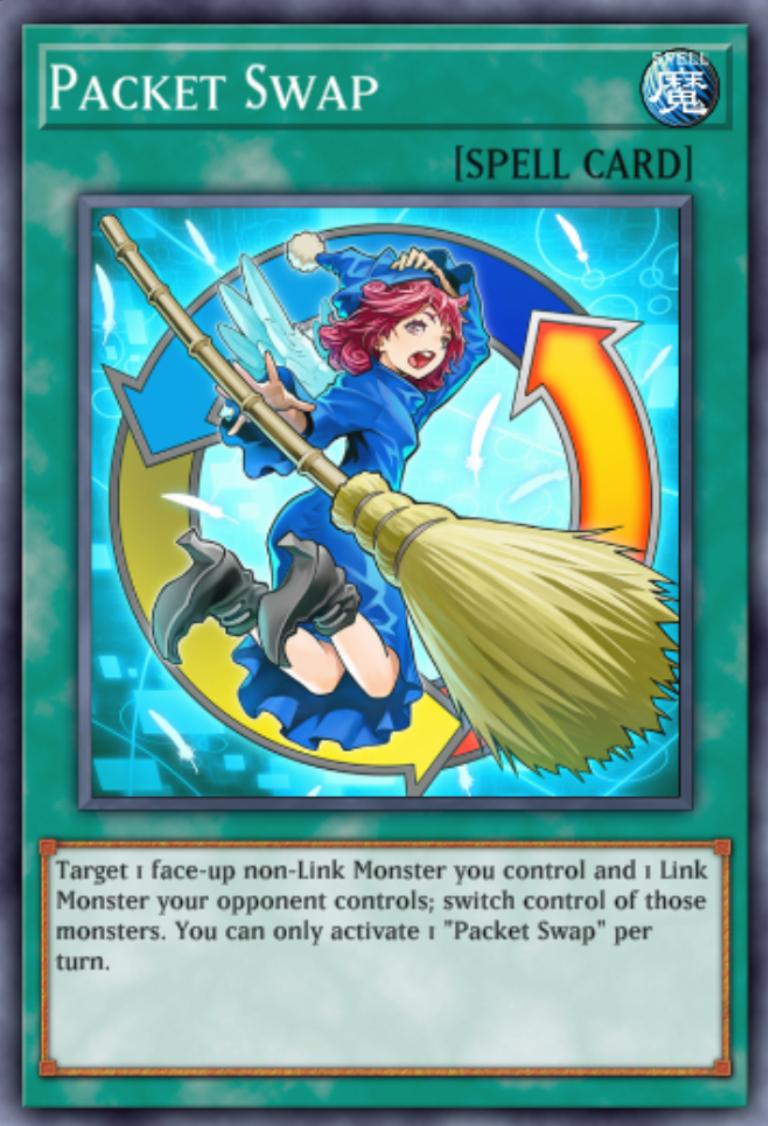 PACKET SWAP
SPELL
魔
[SPELL CARD]
Target 1 face-up non-Link Monster you control and 1 Link
Monster your opponent controls; switch control of those
monsters. You can only activate 1 "Packet Swap" per
turn.